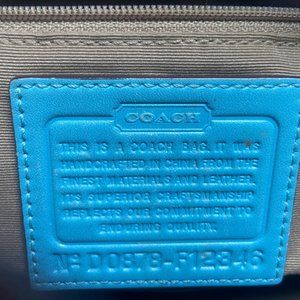 COACH
THIS IS A COACH BAG. IT WAS
HANDCRAFTED IN CHINA FROM THE
FINEST MATERIALS AND LEATHER.
ITS SUPERIOR CRAFTSMANSHIP
REFLECTS OUR COMMITMENT TO
ENDURING QUALITY.
Nº D0878-F12346